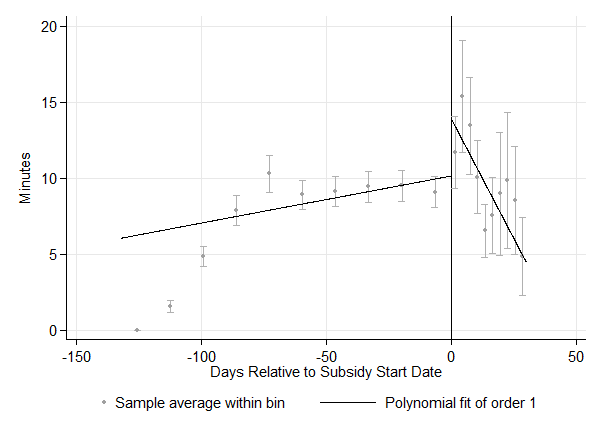 20
15
10
5
0
Minutes
-150 -100 -50 0 50
Days Relative to Subsidy Start Date
Sample average within bin Polynomial fit of order 1